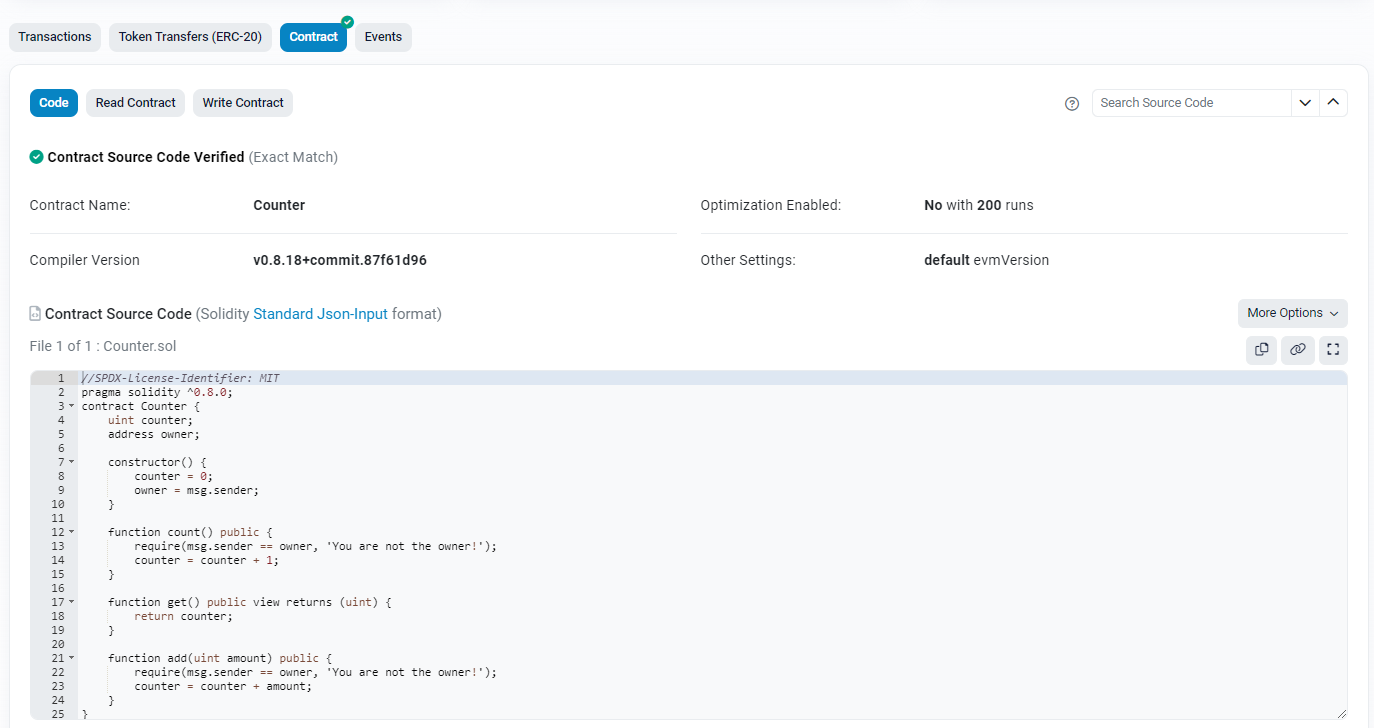 Transactions Token Transfers (ERC-20) Contract Events
Code Read Contract Write Contract Search Source Code
Contract Source Code Verified (Exact Match)
Contract Name: Counter Optimization Enabled: No with 200 runs
Compiler Version v0.8.18+commit.87f61d96 Other Settings: default evmVersion
Contract Source Code (Solidity Standard Json-Input format) More Options
File 1 of 1 : Counter.sol
1 //SPDX-License-Identifier: MIT
2 pragma solidity ^0.8.0;
3 contract Counter {
4     uint counter;
5     address owner;
6
7     constructor() {
8         counter = 0;
9         owner = msg.sender;
10     }
11
12     function count() public {
13         require(msg.sender == owner, 'You are not the owner!');
14         counter = counter + 1;
15     }
16
17     function get() public view returns (uint) {
18         return counter;
19     }
20
21     function add(uint amount) public {
22         require(msg.sender == owner, 'You are not the owner!');
23         counter = counter + amount;
24     }
25 }